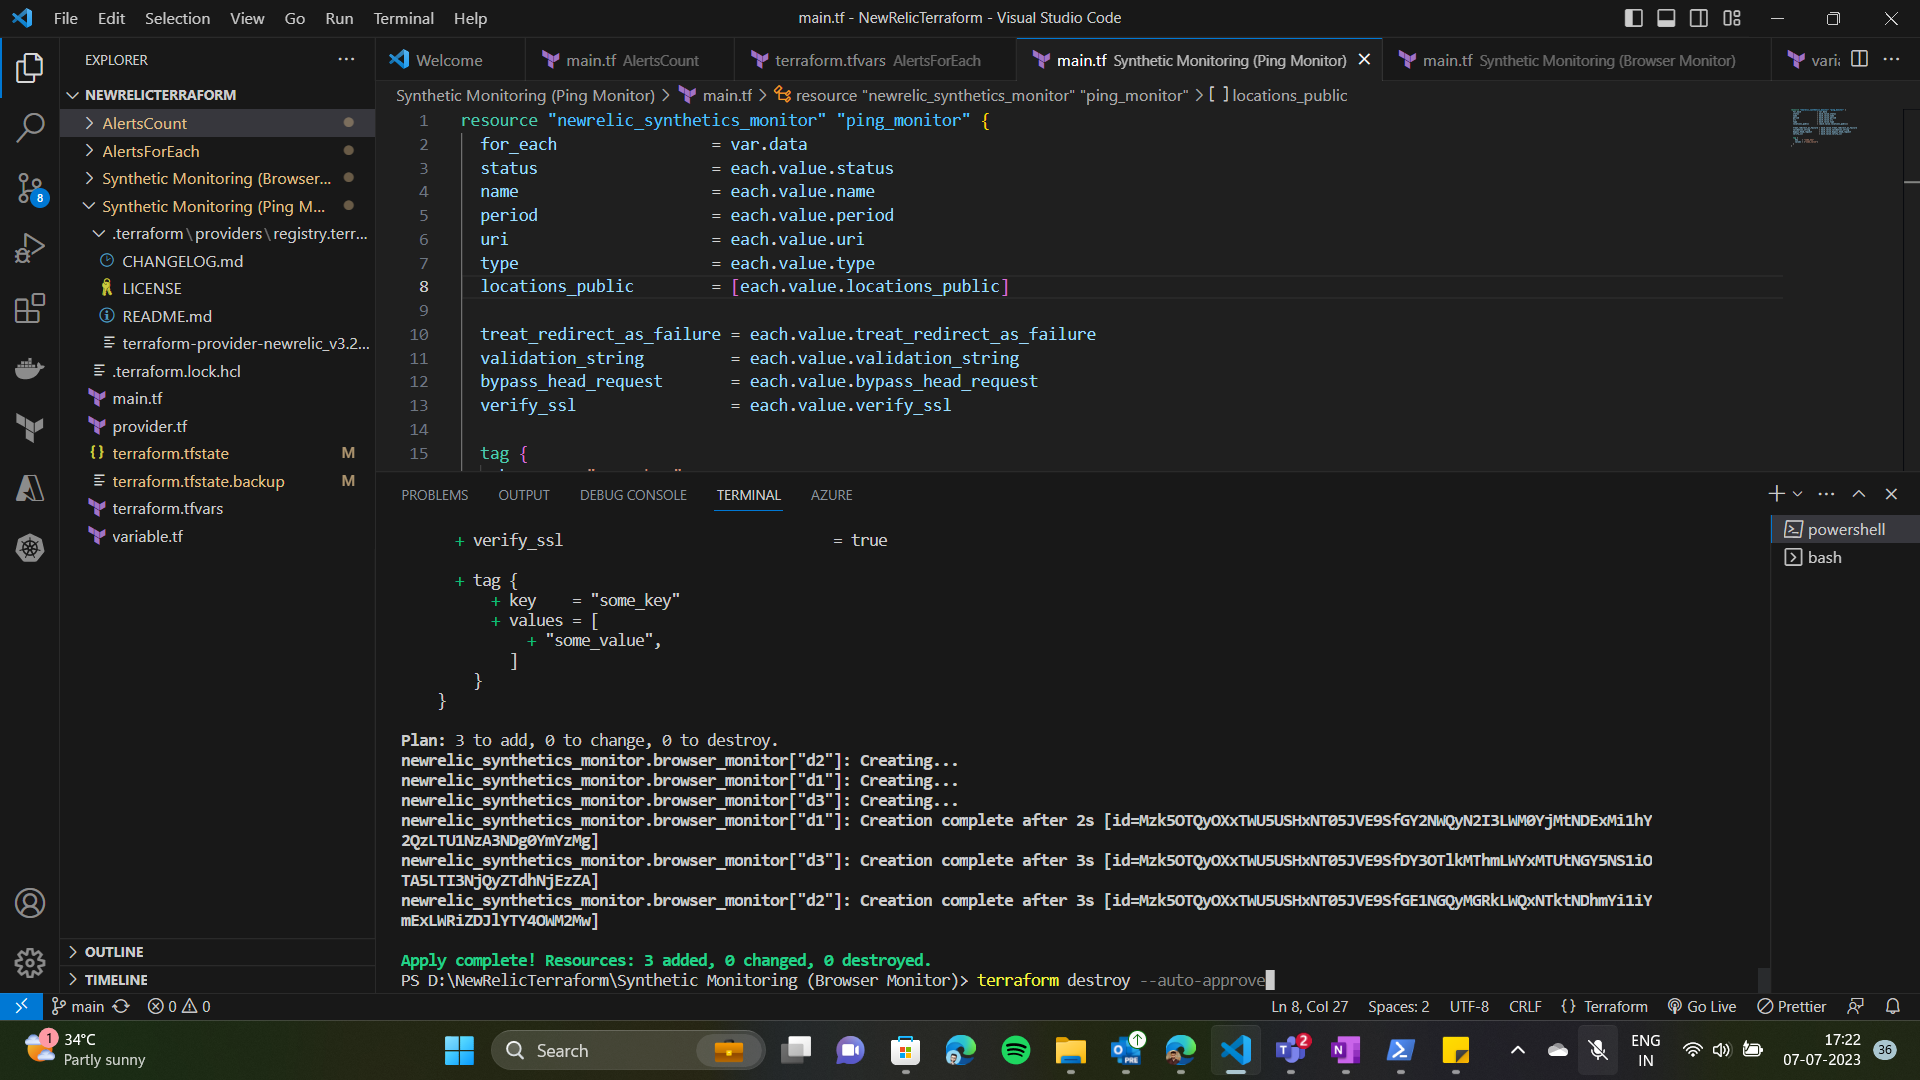 File Edit Selection View Go Run Terminal Help
main.tf - NewRelicTerraform - Visual Studio Code
EXPLORER
Welcome
main.tf AlertsCount
terraform.tfvars AlertsForEach
main.tf Synthetic Monitoring (Ping Monitor)
main.tf Synthetic Monitoring (Browser Monitor)
NEWRELICTERRAFORM
AlertsCount
AlertsForEach
Synthetic Monitoring (Browser...
Synthetic Monitoring (Ping M...
.terraform\providers\registry.terr...
CHANGELOG.md
LICENSE
README.md
terraform-provider-newrelic_v3.2...
.terraform.lock.hcl
main.tf
provider.tf
terraform.tfstate M
terraform.tfstate.backup M
terraform.tfvars
variable.tf
OUTLINE
TIMELINE
8
Synthetic Monitoring (Ping Monitor) > main.tf > resource "newrelic_synthetics_monitor" "ping_monitor" > [ ] locations_public
1 resource "newrelic_synthetics_monitor" "ping_monitor" {
2 for_each = var.data
3 status = each.value.status
4 name = each.value.name
5 period = each.value.period
6 uri = each.value.uri
7 type = each.value.type
8 locations_public = [each.value.locations_public]
9
10 treat_redirect_as_failure = each.value.treat_redirect_as_failure
11 validation_string = each.value.validation_string
12 bypass_head_request = each.value.bypass_head_request
13 verify_ssl = each.value.verify_ssl
14
15 tag {
PROBLEMS OUTPUT DEBUG CONSOLE TERMINAL AZURE
powershell
bash
+ verify_ssl = true
+ tag {
+ key = "some_key"
+ values = [
+ "some_value",
]
}
}
Plan: 3 to add, 0 to change, 0 to destroy.
newrelic_synthetics_monitor.browser_monitor["d2"]: Creating...
newrelic_synthetics_monitor.browser_monitor["d1"]: Creating...
newrelic_synthetics_monitor.browser_monitor["d3"]: Creating...
newrelic_synthetics_monitor.browser_monitor["d1"]: Creation complete after 2s [id=Mzk5OTQyOXxTWU5USHxNT05JVE9SfGY2NWQyN2I3LWM0YjMtNDExMi1hY
2QzLTU1NzA3NDg0YmYzMg]
newrelic_synthetics_monitor.browser_monitor["d3"]: Creation complete after 3s [id=Mzk5OTQyOXxTWU5USHxNT05JVE9SfDY3OTlkMThmLWYxMTUtNGY5NS1iO
TA5LTI3NjQyZTdhNjEzZA]
newrelic_synthetics_monitor.browser_monitor["d2"]: Creation complete after 3s [id=Mzk5OTQyOXxTWU5USHxNT05JVE9SfGE1NGQyMGRkLWQxNTktNDhmYi1iY
mExLWRiZDJlYTY4OWM2Mw]
Apply complete! Resources: 3 added, 0 changed, 0 destroyed.
PS D:\NewRelicTerraform\Synthetic Monitoring (Browser Monitor)> terraform destroy --auto-approve
main 0 0
Ln 8, Col 27 Spaces: 2 UTF-8 CRLF {} Terraform Go Live Prettier
1
34°C
Partly sunny
Search
PRE
2
ENG
IN
17:22
07-07-2023
36